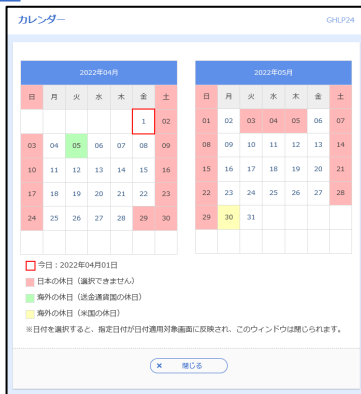 カレンダー GHLP24
2022年04月 2022年05月
日 月 火 水 木 金 土 日 月 火 水 木 金 土
1 02 01 02 03 04 05 06 07
03 04 05 06 07 08 09 08 09 10 11 12 13 14
10 11 12 13 14 15 16 15 16 17 18 19 20 21
17 18 19 20 21 22 23 22 23 24 25 26 27 28
24 25 26 27 28 29 30 29 30 31
今日：2022年04月01日
日本の休日（選択できません）
海外の休日（送金通貨国の休日）
海外の休日（米国の休日）
※日付を選択すると、指定日付が日付適用対象画面に反映され、このウィンドウは閉じられます。
× 閉じる